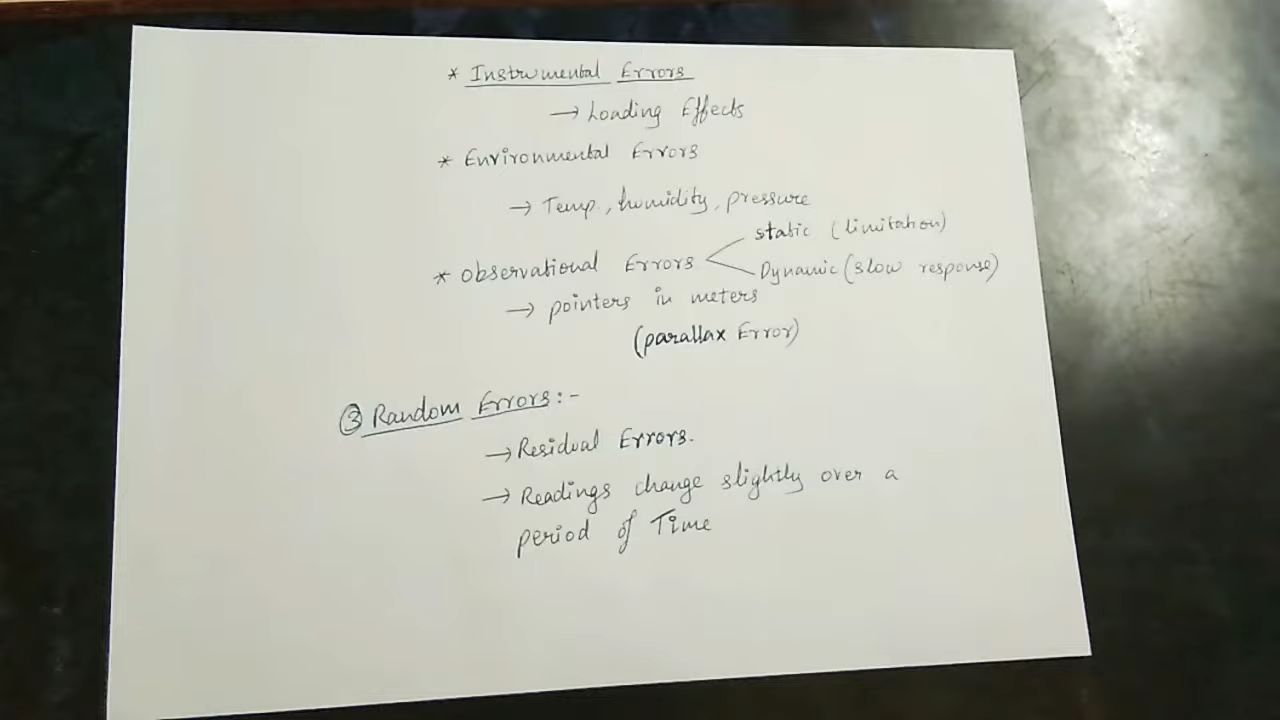 * Instrumental Errors
→ Loading Effects
* Environmental Errors
→ Temp., humidity, pressure
static (limitation)
* Observational Errors
Dynamic (slow response)
→ pointers in meters
(parallax Error)
③ Random Errors:-
→ Residual Errors.
→ Readings change slightly over a
period of Time